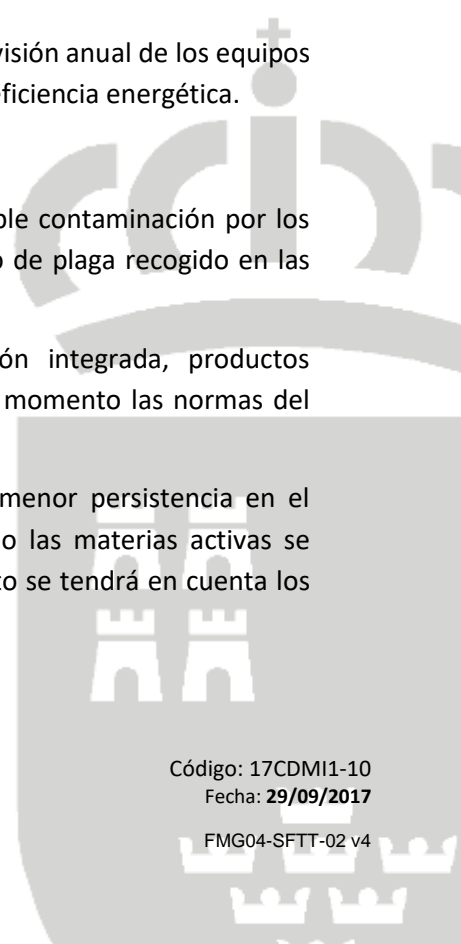 visión anual de los equipos
eficiencia energética.
ble contaminación por los
o de plaga recogido en las
ón integrada, productos
momento las normas del
menor persistencia en el
o las materias activas se
to se tendrá en cuenta los
Código: 17CDMI1-10
Fecha: 29/09/2017
FMG04-SFTT-02 v4